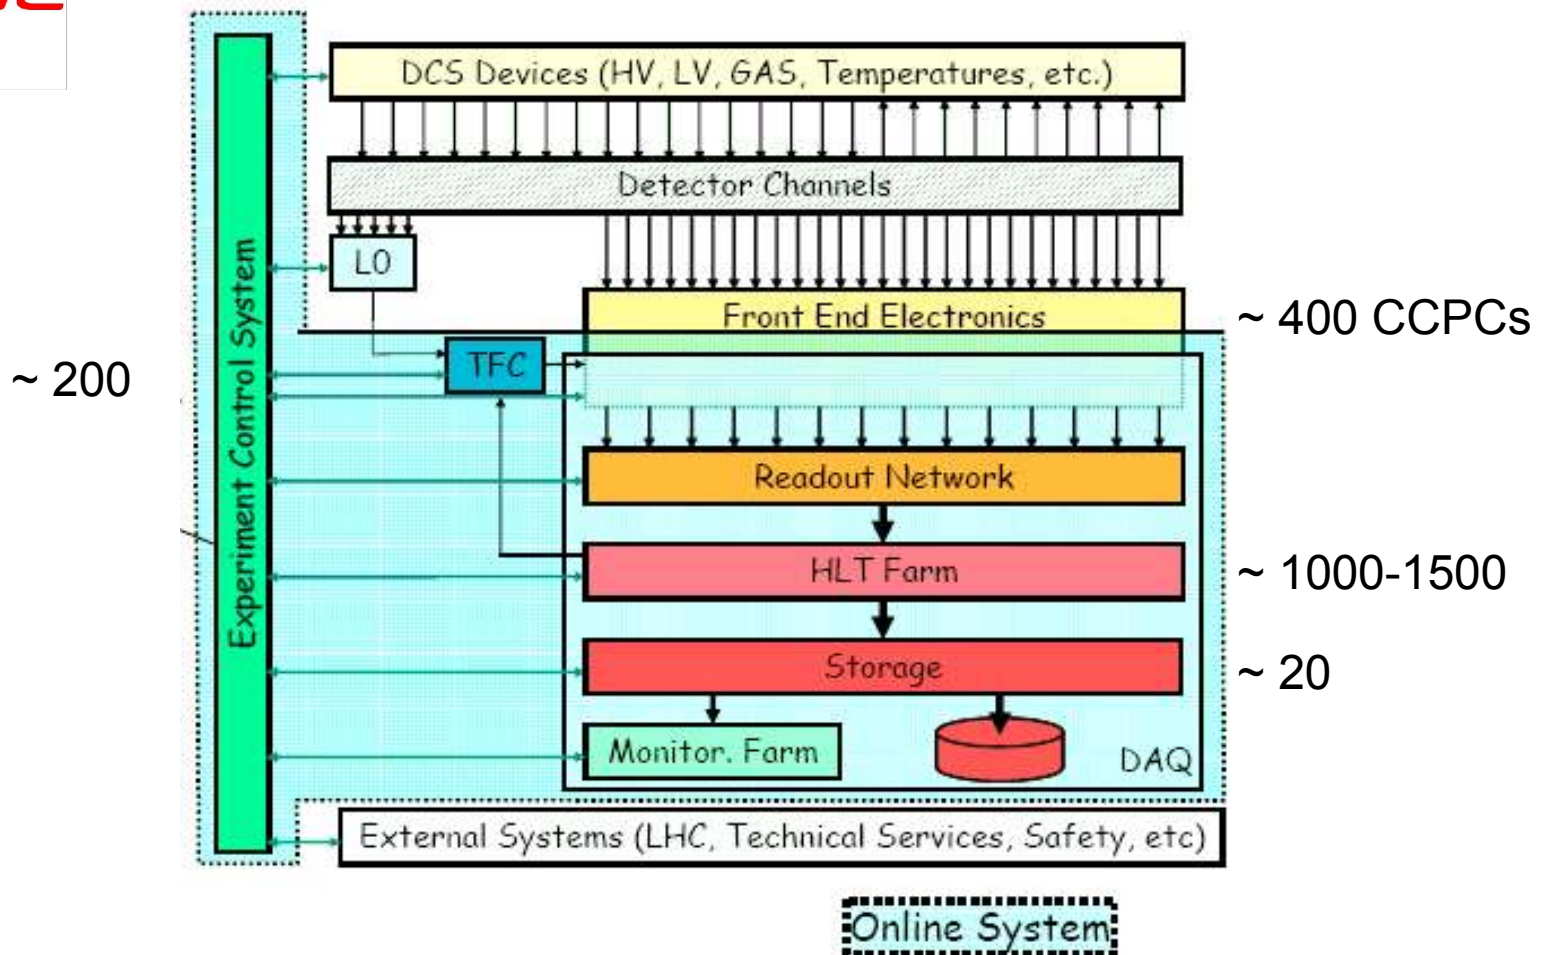 DCS Devices (HV, LV, GAS, Temperatures, etc.)
Detector Channels
L0
Front End Electronics
~ 400 CCPCs
TFC
~ 200
Experiment Control System
Readout Network
HLT Farm
~ 1000-1500
Storage
~ 20
Monitor. Farm
DAQ
External Systems (LHC, Technical Services, Safety, etc)
Online System